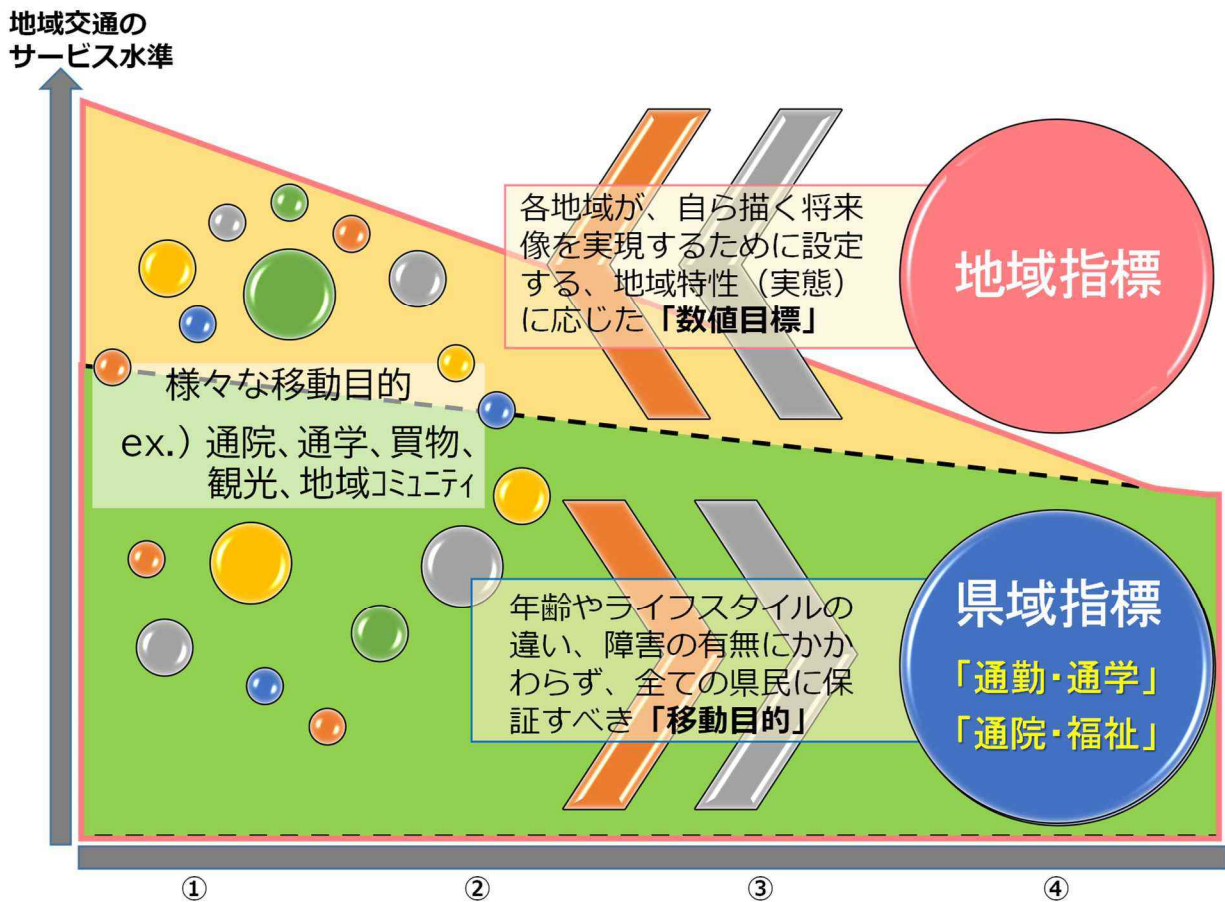 地域交通の
サービス水準
各地域が、自ら描く将来
像を実現するために設定
する、地域特性（実態）
に応じた「数値目標」
地域指標
様々な移動目的
ex.）通院、通学、買物、
観光、地域ｺﾐｭﾆﾃｨ
年齢やライフスタイルの
違い、障害の有無にかか
わらず、全ての県民に保
証すべき「移動目的」
県域指標
「通勤・通学」
「通院・福祉」
①
②
③
④